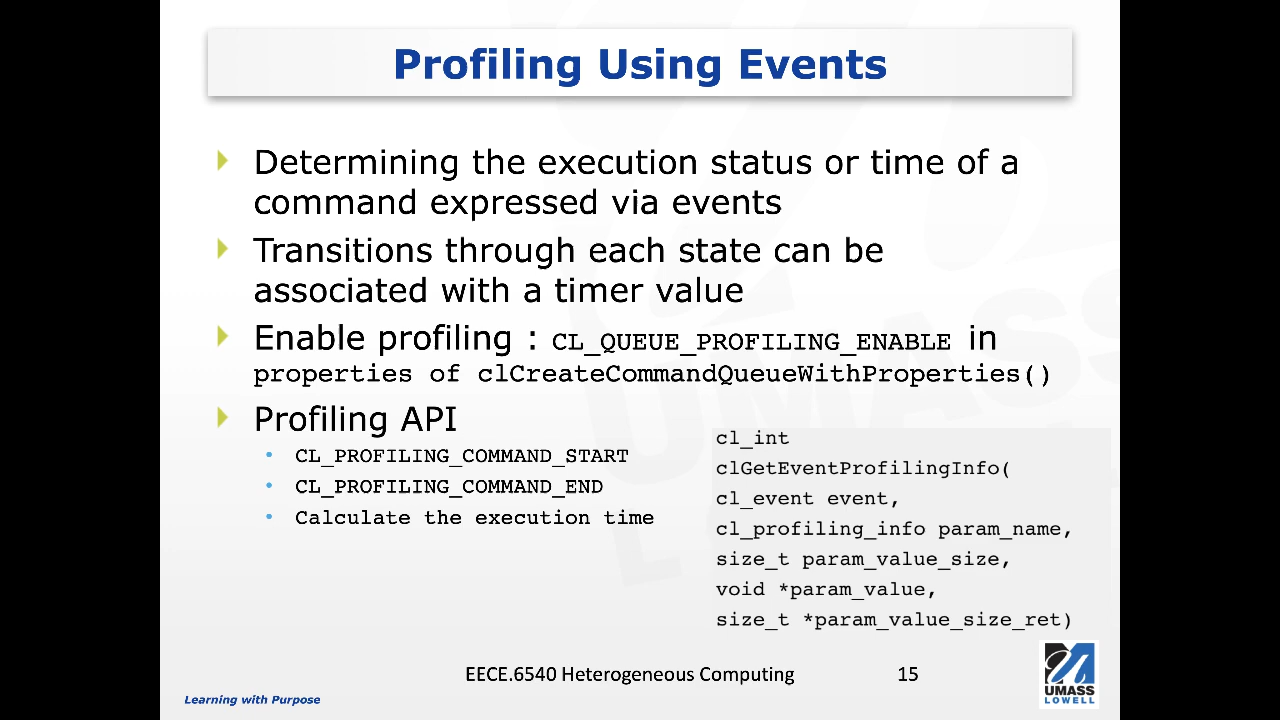 Profiling Using Events
Determining the execution status or time of a
command expressed via events
Transitions through each state can be
associated with a timer value
Enable profiling : CL_QUEUE_PROFILING_ENABLE in
properties of clCreateCommandQueueWithProperties()
Profiling API
CL_PROFILING_COMMAND_START
CL_PROFILING_COMMAND_END
Calculate the execution time
cl_int
clGetEventProfilingInfo(
cl_event event,
cl_profiling_info param_name,
size_t param_value_size,
void *param_value,
size_t *param_value_size_ret)
EECE.6540 Heterogeneous Computing
15
UMASS
LOWELL
Learning with Purpose